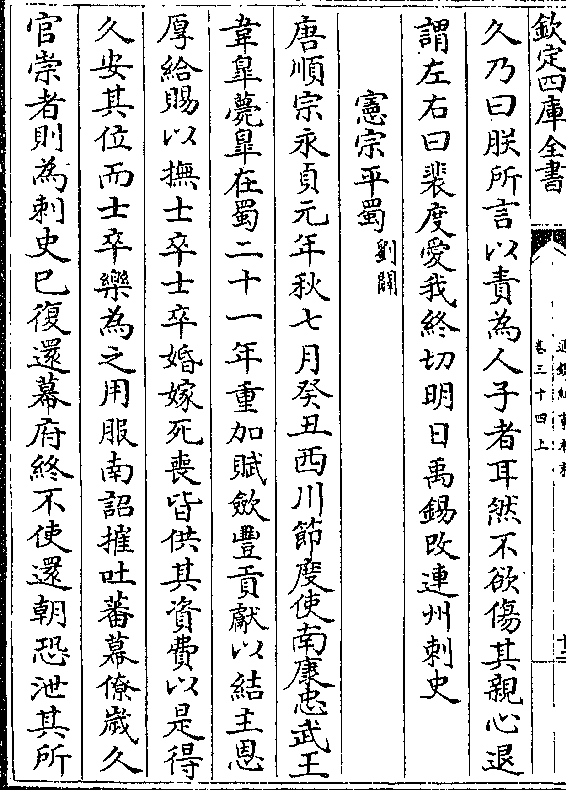 欽定四庫全書
卷三十四上
久乃曰朕所言以責為人子者耳然不欲傷其親心退
謂左右曰裴度愛我終切明日禹錫改連州刺史
憲宗平蜀 劉闢
唐順宗永貞元年秋七月癸丑西川節度使南康忠武王
韋臯薨臯在蜀二十一年重加賦斂豐貢獻以結主恩
厚給賜以撫士卒士卒婚嫁死喪皆供其資費以是得
久安其位而士卒樂為之用服南詔摧吐蕃幕僚歲久
官崇者則為刺史已復還幕府終不使還朝恐泄其所